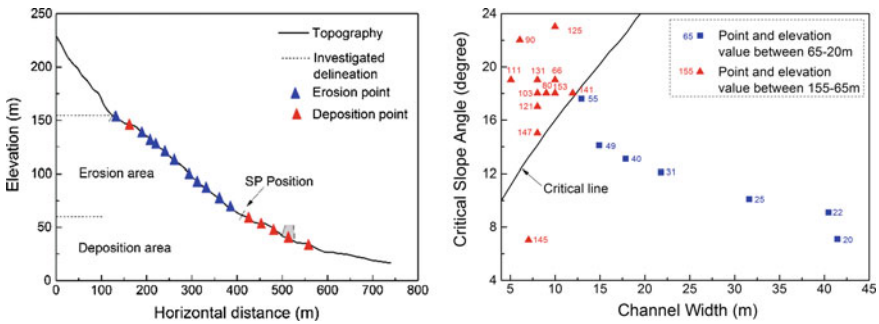 250
200
150
100
50
0
0
100
200
300
400
500
600
700
800
Elevation (m)
Horizontal distance (m)
Topography
Investigated
delineation
Erosion point
Deposition point
Erosion area
SP Position
Deposition area
24
20
16
12
8
4
5
10
15
20
25
30
35
40
45
Critical Slope Angle (degree)
Channel Width (m)
65 Point and elevation
value between 65-20m
155 Point and elevation
value between 155-65m
125
90
111
131
66
103
60
153
141
121
147
145
55
49
40
31
25
22
20
Critical line